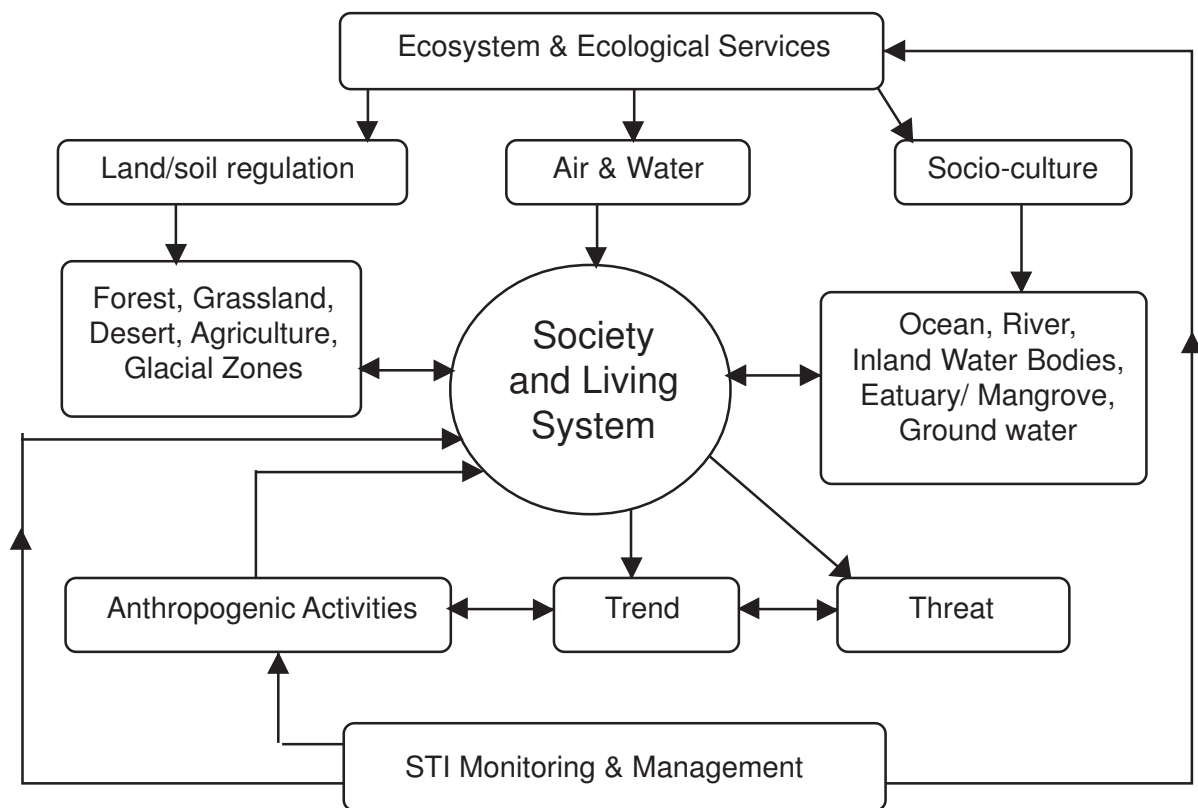 Ecosystem & Ecological Services
Land/soil regulation
Air & Water
Socio-culture
Forest, Grassland,
Desert, Agriculture,
Glacial Zones
Society
and Living
System
Ocean, River,
Inland Water Bodies,
Eatuary/ Mangrove,
Ground water
Anthropogenic Activities
Trend
Threat
STI Monitoring & Management